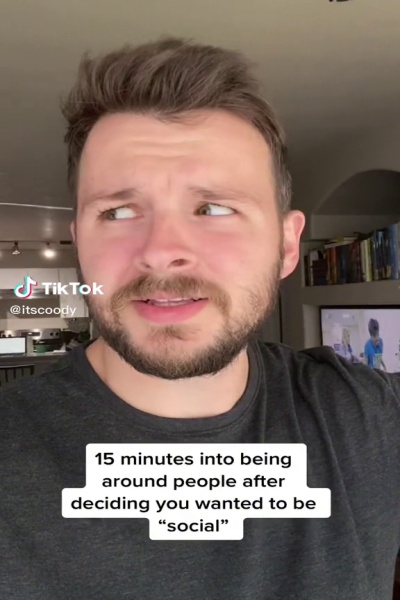 TikTok
@itscoody
15 minutes into being
around people after
deciding you wanted to be
“social”